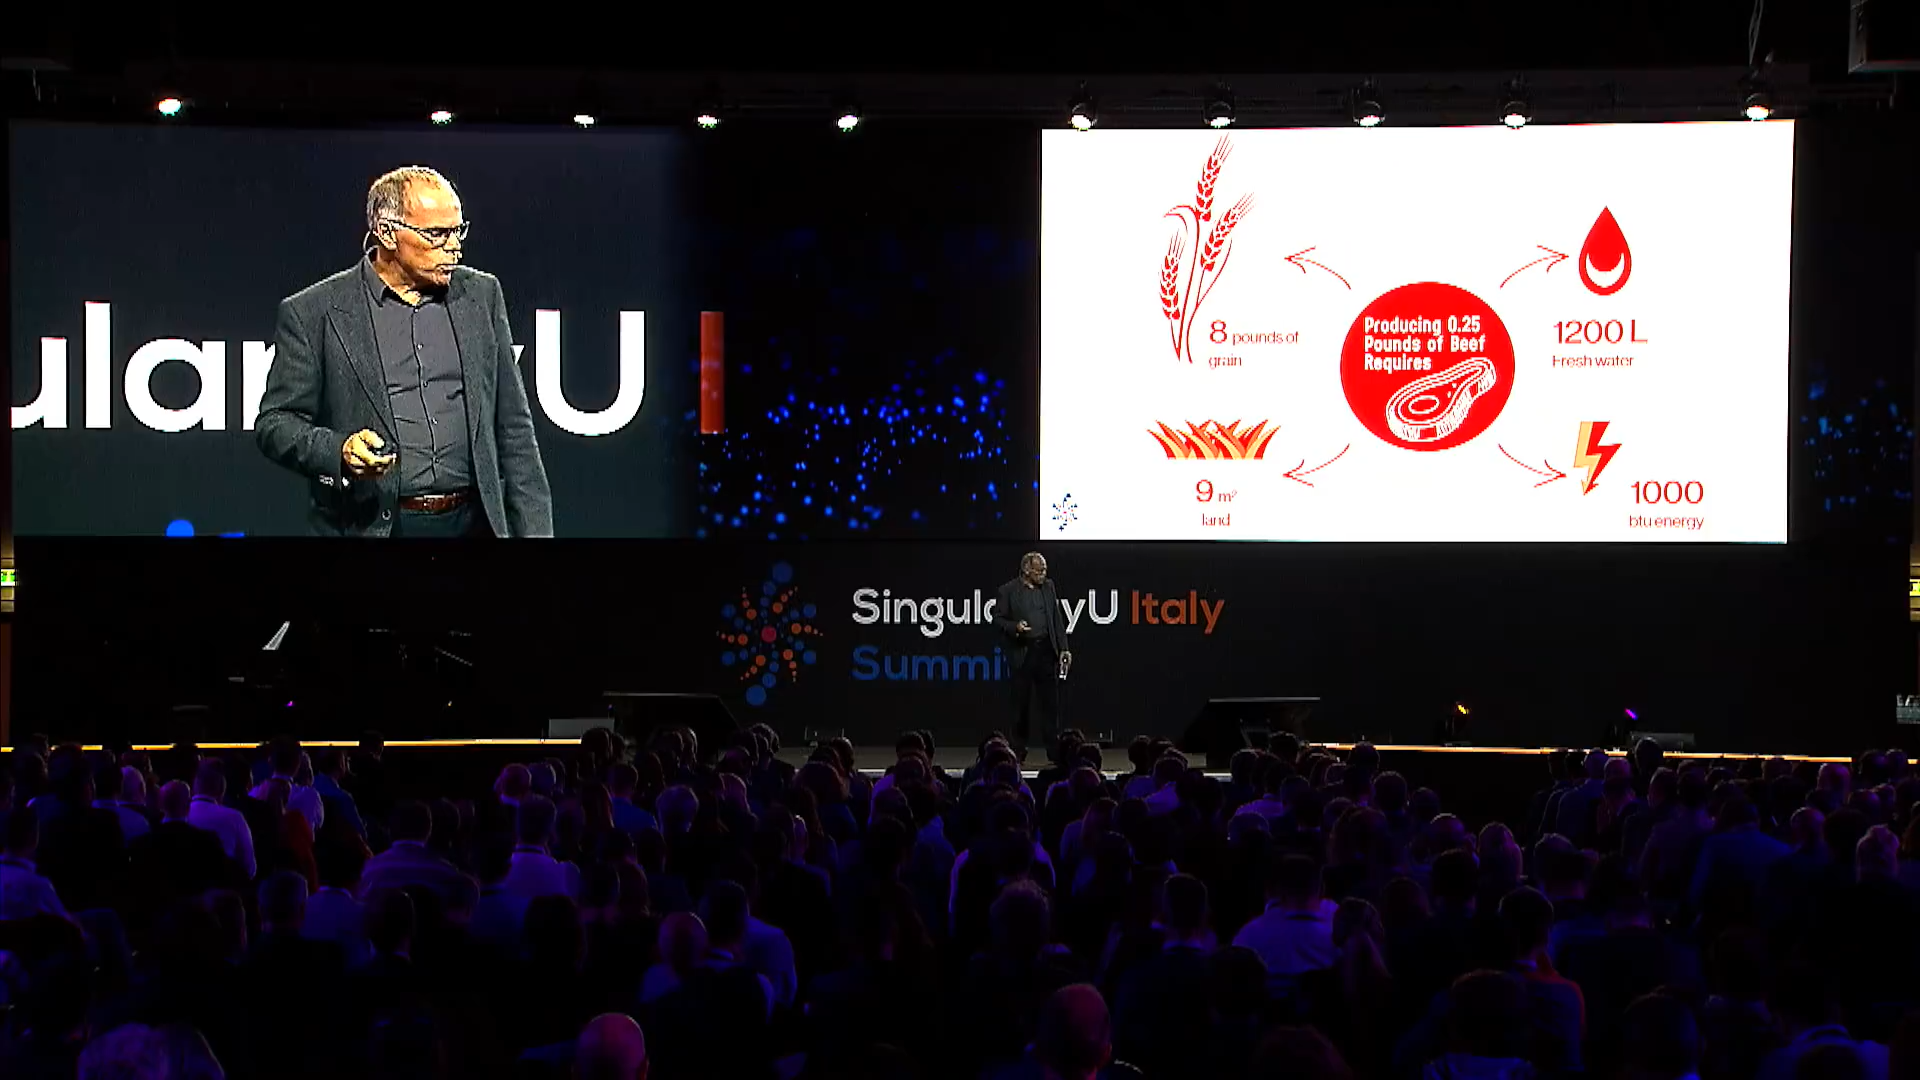 ular yU I
8 pounds of
grain
1200 L
Fresh water
Producing 0.25
Pounds of Beef
Requires
9 m²
land
1000
btu energy
Singula yU Italy
Summi